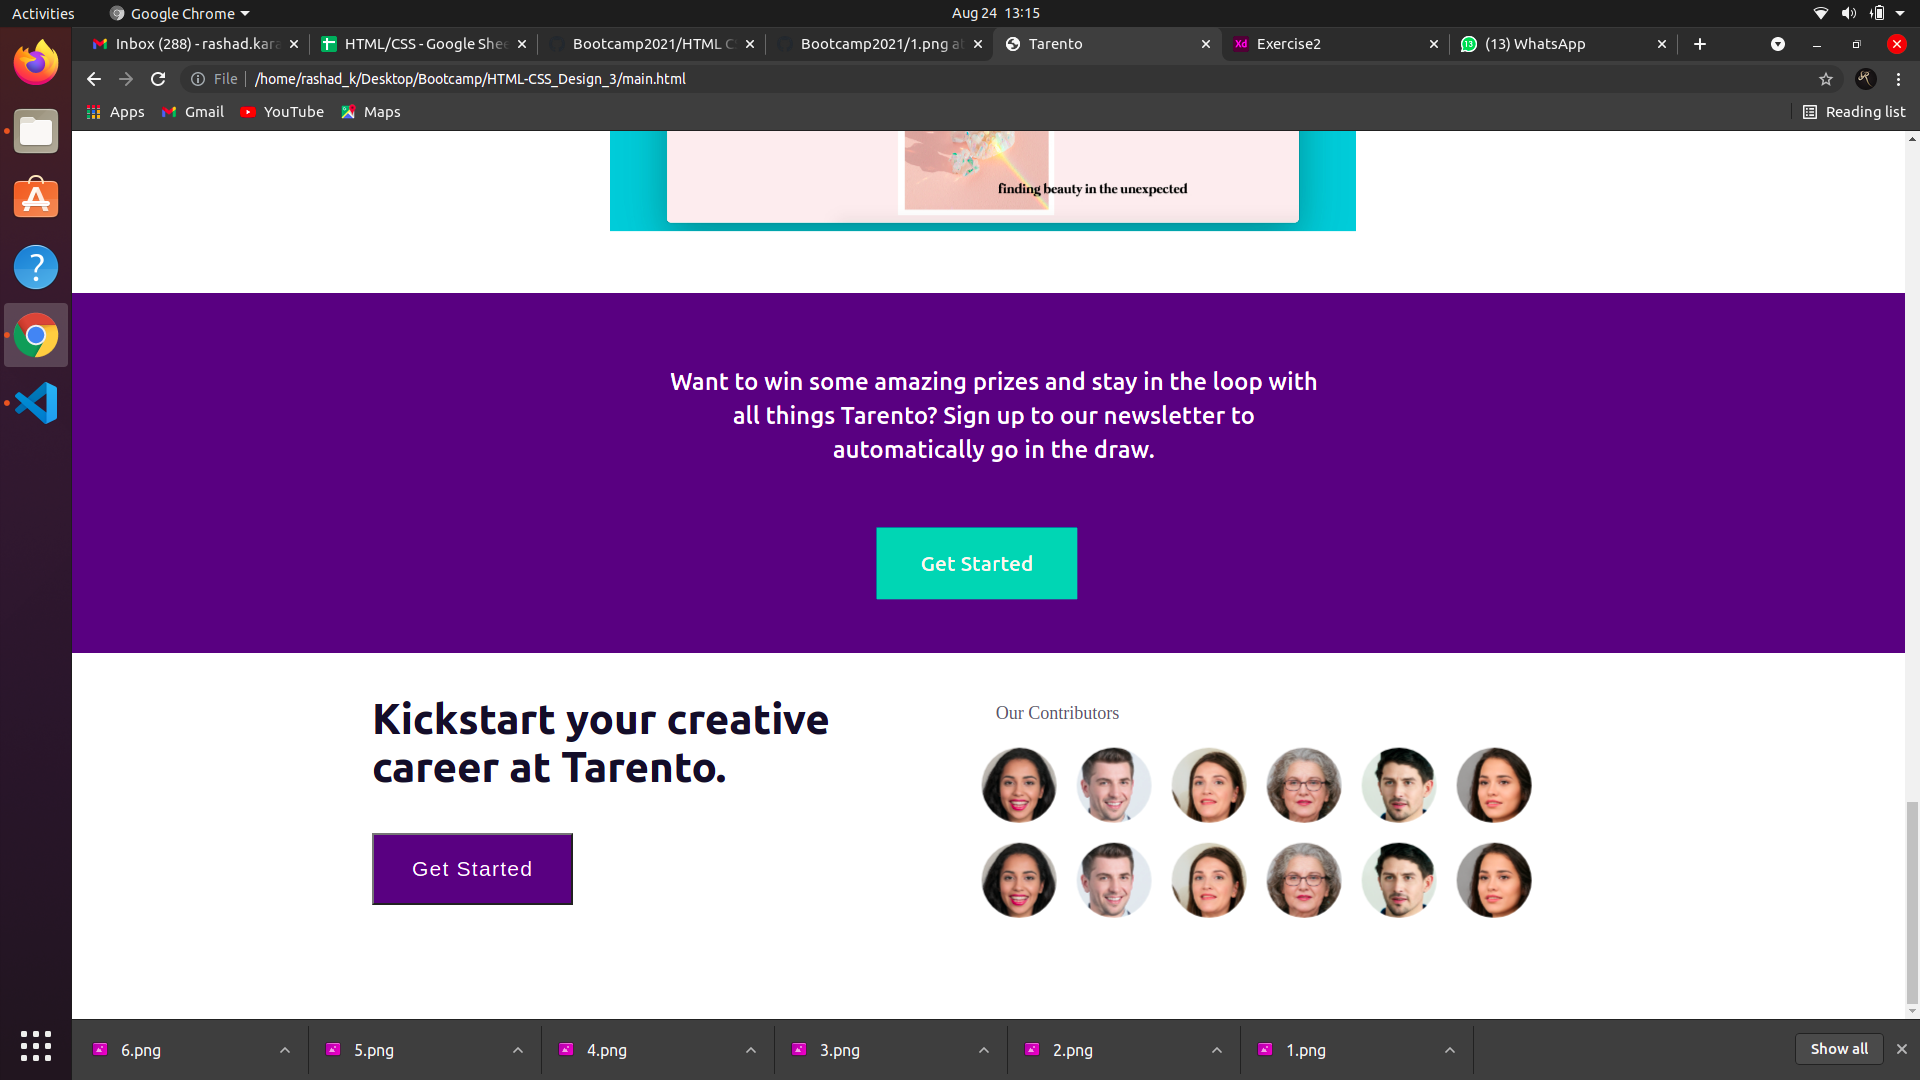 Activities
Google Chrome
Aug 24 13:15
Inbox (288) - rashad.kara
HTML/CSS - Google Shee
Bootcamp2021/HTML C
Bootcamp2021/1.png at
Tarento
Xd
Exercise2
13
(13) WhatsApp
File
/home/rashad_k/Desktop/Bootcamp/HTML-CSS_Design_3/main.html
Apps
Gmail
YouTube
Maps
Reading list
finding beauty in the unexpected
Want to win some amazing prizes and stay in the loop with
all things Tarento? Sign up to our newsletter to
automatically go in the draw.
Get Started
Kickstart your creative
career at Tarento.
Get Started
Our Contributors
6.png
5.png
4.png
3.png
2.png
1.png
Show all